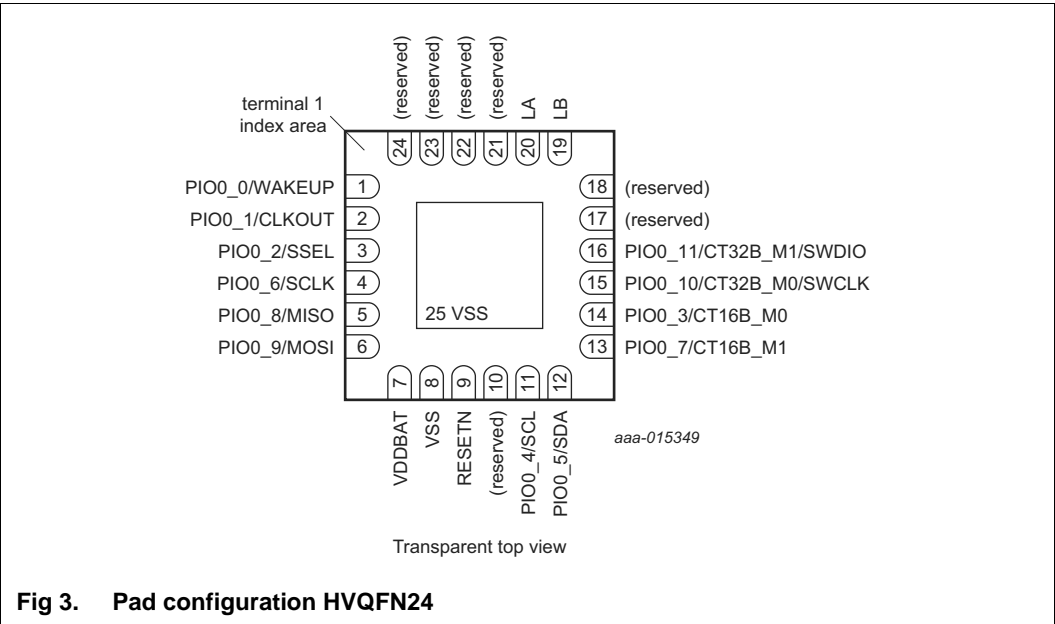 (reserved)
(reserved)
(reserved)
(reserved)
LA
LB
terminal 1
index area
24
23
22
21
20
19
PIO0_0/WAKEUP 1
PIO0_1/CLKOUT 2
PIO0_2/SSEL 3
PIO0_6/SCLK 4
PIO0_8/MISO 5
PIO0_9/MOSI 6
18 (reserved)
17 (reserved)
16 PIO0_11/CT32B_M1/SWDIO
15 PIO0_10/CT32B_M0/SWCLK
14 PIO0_3/CT16B_M0
13 PIO0_7/CT16B_M1
25 VSS
7
8
9
10
11
12
VDDBAT
VSS
RESETN
(reserved)
PIO0_4/SCL
PIO0_5/SDA
aaa-015349
Transparent top view
Fig 3. Pad configuration HVQFN24